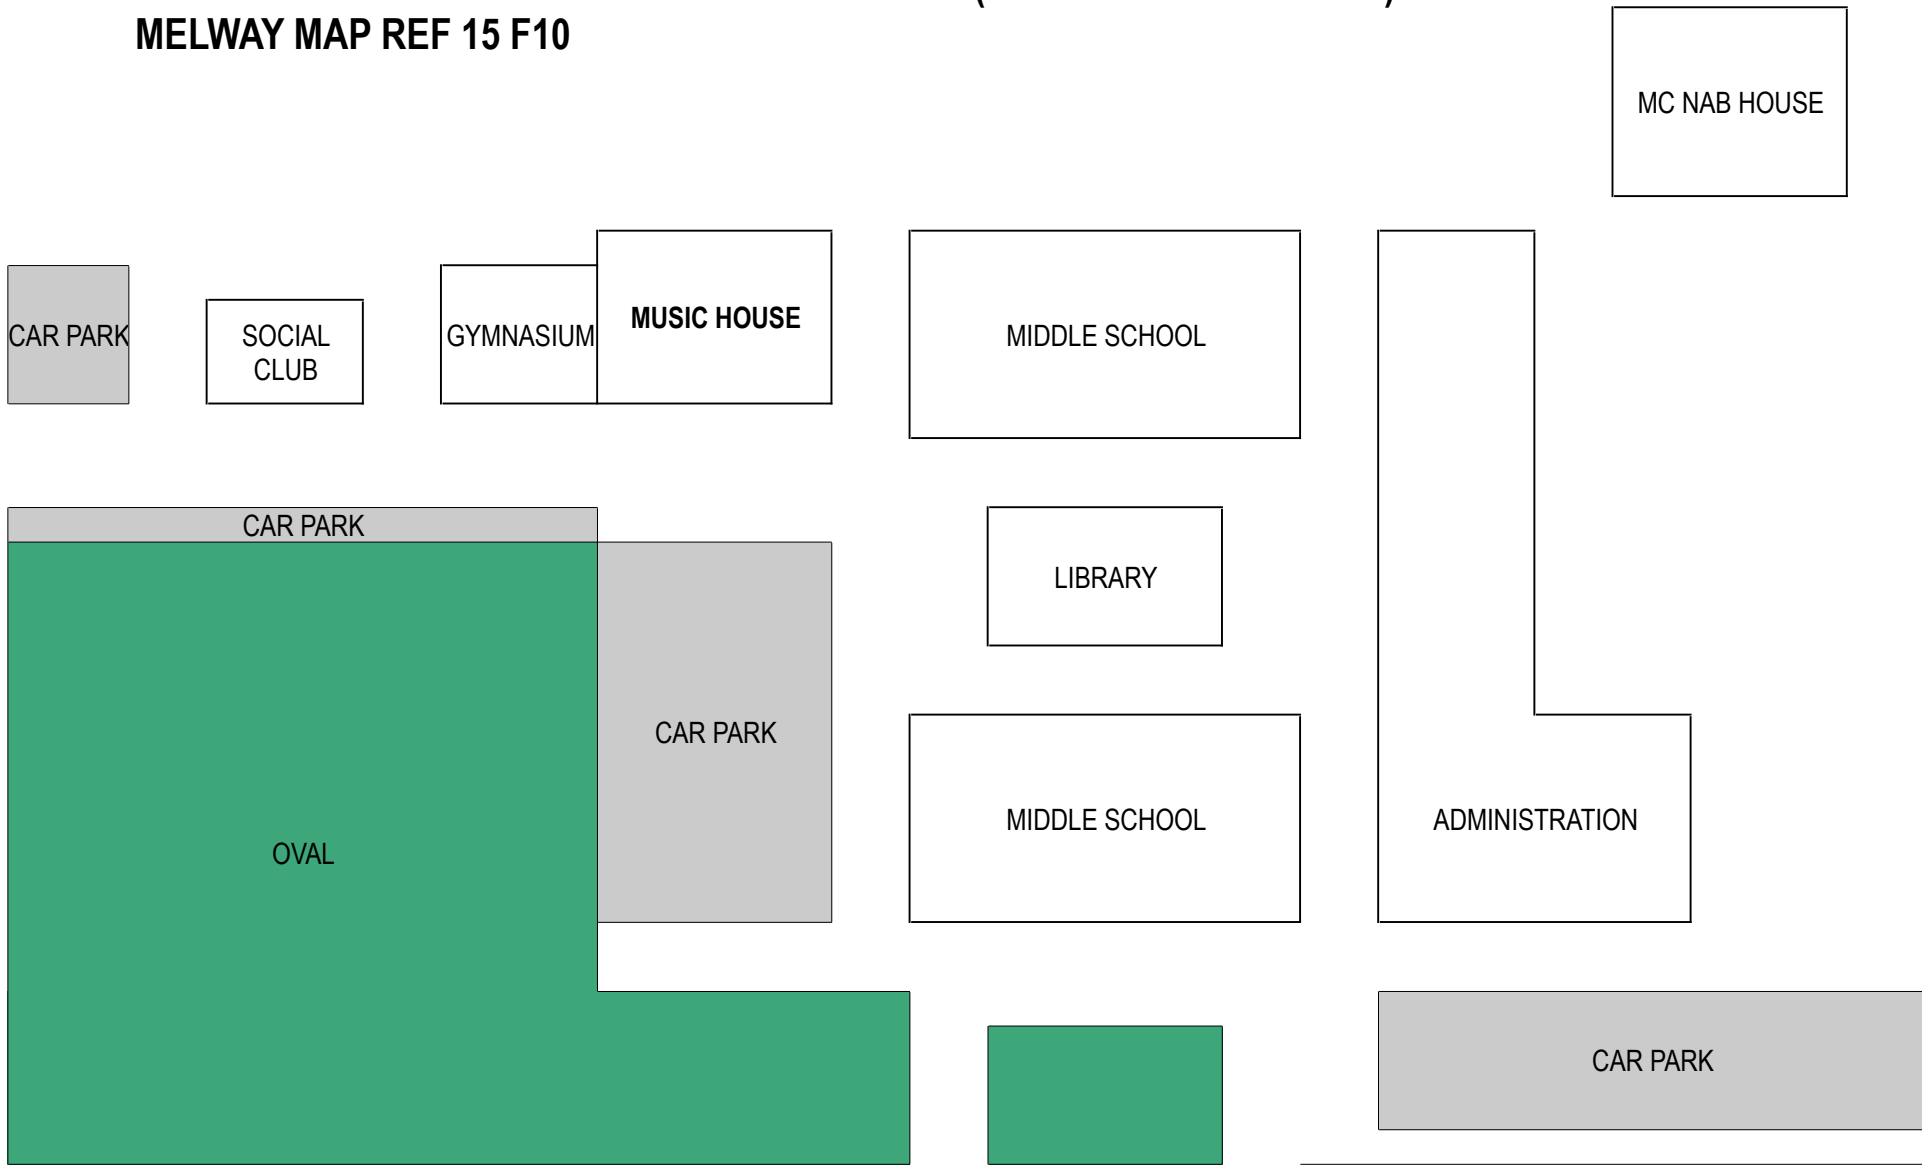 MELWAY MAP REF 15 F10
MC NAB HOUSE
CAR PARK
SOCIAL
CLUB
GYMNASIUM
MUSIC HOUSE
MIDDLE SCHOOL
CAR PARK
LIBRARY
CAR PARK
MIDDLE SCHOOL
ADMINISTRATION
OVAL
CAR PARK